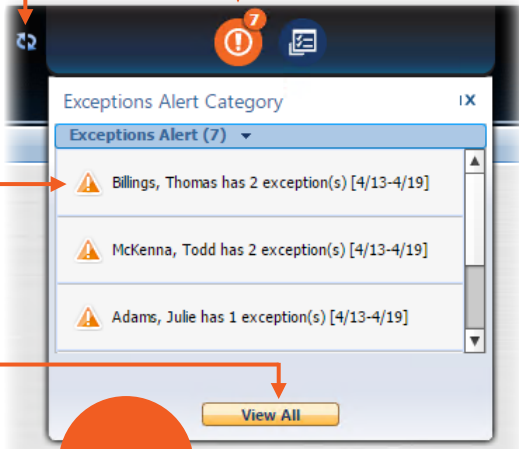 7
Exceptions Alert Category
X
Exceptions Alert (7)
Billings, Thomas has 2 exception(s) [4/13-4/19]
McKenna, Todd has 2 exception(s) [4/13-4/19]
Adams, Julie has 1 exception(s) [4/13-4/19]
View All